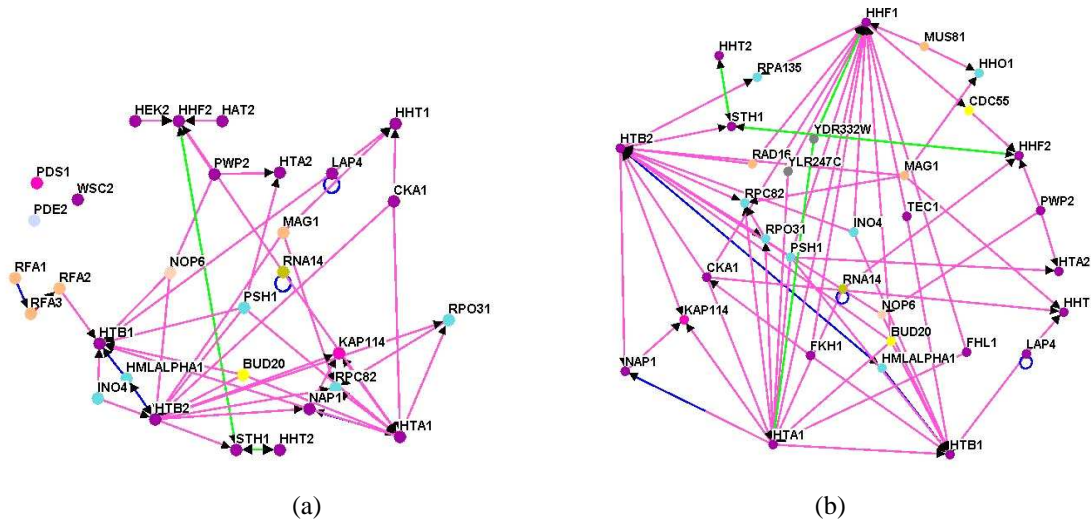 HEK2 HHF2 HAT2
HHT1
PWP2
HTA2
LAP4
PDS1
WSC2
CKA1
PDE2
MAG1
NOP6
RNA14
RFA1
RFA2
RFA3
PSH1
RPO31
HTB1
KAP114
HMLALPHA1
BUD20
RPC82
INO4
HTB2
NAP1
HTA1
STH1
HHT2
(a)
HHF1
MUS81
HHT2
RPA135
HHO1
CDC55
STH1
YDR332W
HTB2
HHF2
RAD16
YLR247C
MAG1
RPC82
TEC1
PWP2
RPO31
INO4
PSH1
HTA2
CKA1
RNA14
NOP6
HHT
KAP114
BUD20
FKH1
FHL1
LAP4
NAP1
HMLALPHA1
HTA1
HTB1
(b)